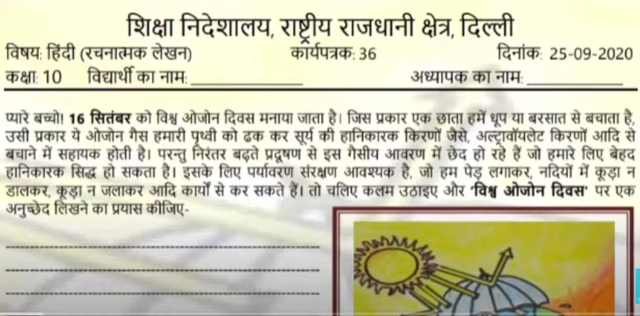 शिक्षा निदेशालय, राष्ट्रीय राजधानी क्षेत्र, दिल्ली
विषय: हिंदी (रचनात्मक लेखन) कार्यपत्रक: 36 दिनांक: 25-09-2020
कक्षा: 10 विद्यार्थी का नाम: ____________ अध्यापक का नाम: ____________
प्यारे बच्चो! 16 सितंबर को विश्व ओजोन दिवस मनाया जाता है। जिस प्रकार एक छाता हमें धूप या बरसात से बचाता है,
उसी प्रकार ये ओजोन गैस हमारी पृथ्वी को ढक कर सूर्य की हानिकारक किरणों जैसे, अल्ट्रावॉयलेट किरणों आदि से
बचाने में सहायक होती है। परन्तु निरंतर बढ़ते प्रदूषण से इस गैसीय आवरण में छेद हो रहे हैं जो हमारे लिए बेहद
हानिकारक सिद्ध हो सकता है। इसके लिए पर्यावरण संरक्षण आवश्यक है, जो हम पेड़ लगाकर, नदियों में कूड़ा न
डालकर, कूड़ा न जलाकर आदि कार्यों से कर सकते हैं। तो चलिए कलम उठाइए और 'विश्व ओजोन दिवस' पर एक
अनुच्छेद लिखने का प्रयास कीजिए-